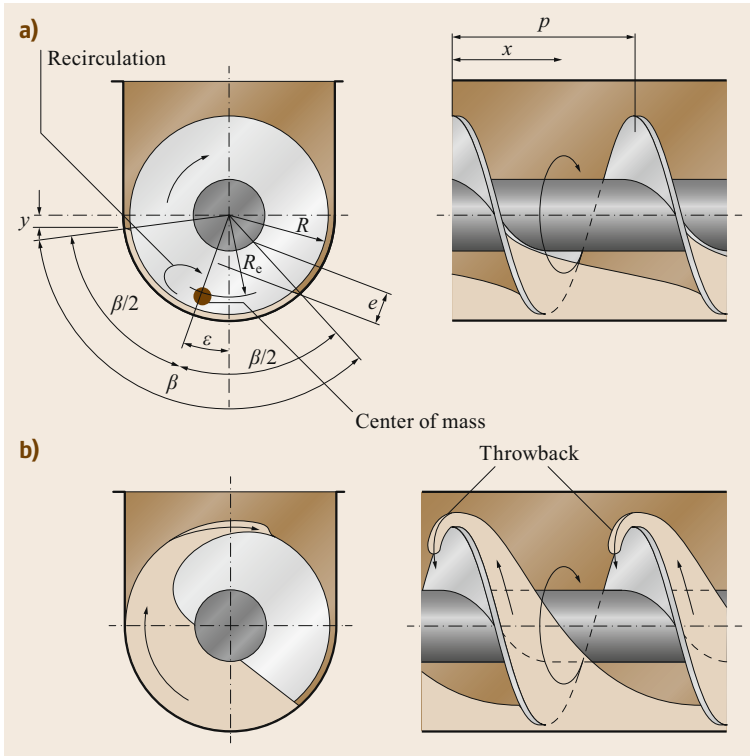 a)
Recirculation
p
x
y
R
Rₑ
e
β/2
ε
β/2
β
Center of mass
b)
Throwback